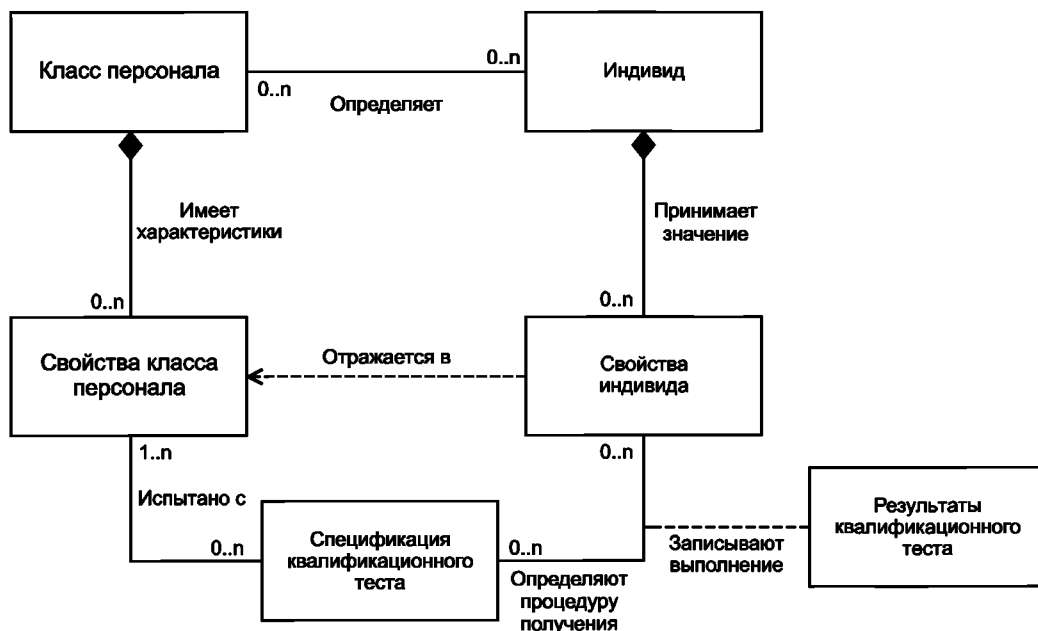 Класс персонала
0..n
0..n
Определяет
Индивид
Имеет
характеристики
Принимает
значение
0..n
0..n
Свойства класса
персонала
Отражается в
Свойства
индивида
1..n
0..n
Испытано с
0..n
Спецификация
квалификационного
теста
0..n
Определяют
процедуру
получения
Записывают
выполнение
Результаты
квалификационного
теста